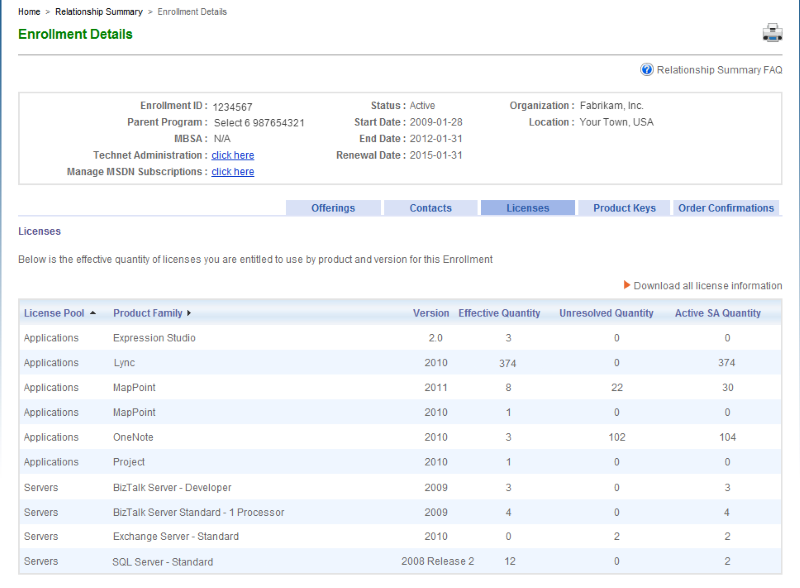 Home > Relationship Summary > Enrollment Details
Enrollment Details
Relationship Summary FAQ
Enrollment ID : 1234567 Status : Active Organization : Fabrikam, Inc.
Parent Program : Select 6 987654321 Start Date : 2009-01-28 Location : Your Town, USA
MBSA : N/A End Date : 2012-01-31
Technet Administration : click here Renewal Date : 2015-01-31
Manage MSDN Subscriptions : click here
Offerings Contacts Licenses Product Keys Order Confirmations
Licenses
Below is the effective quantity of licenses you are entitled to use by product and version for this Enrollment
Download all license information
License Pool Product Family Version Effective Quantity Unresolved Quantity Active SA Quantity
Applications Expression Studio 2.0 3 0 0
Applications Lync 2010 374 0 374
Applications MapPoint 2011 8 22 30
Applications MapPoint 2010 1 0 0
Applications OneNote 2010 3 102 104
Applications Project 2010 1 0 0
Servers BizTalk Server - Developer 2009 3 0 3
Servers BizTalk Server Standard - 1 Processor 2009 4 0 4
Servers Exchange Server - Standard 2010 0 2 2
Servers SQL Server - Standard 2008 Release 2 12 0 2